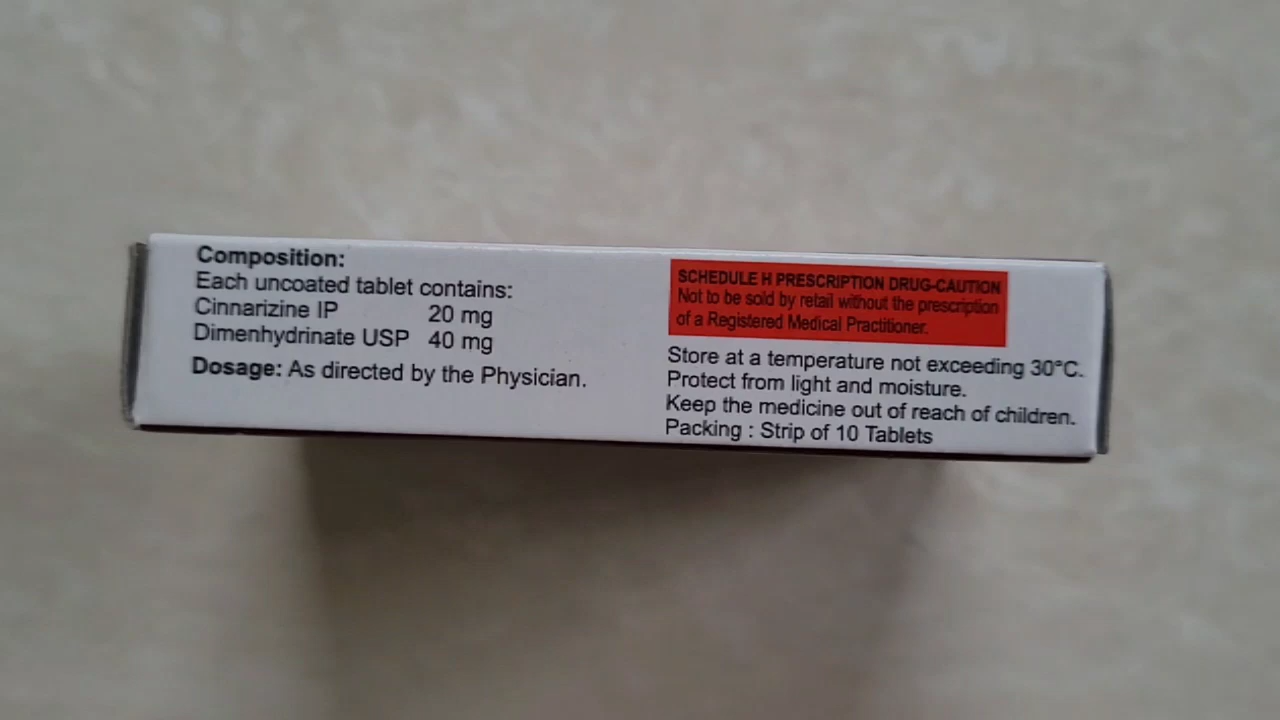 Composition:
Each uncoated tablet contains:
Cinnarizine IP 20 mg
Dimenhydrinate USP 40 mg
Dosage: As directed by the Physician.
SCHEDULE H PRESCRIPTION DRUG-CAUTION
Not to be sold by retail without the prescription
of a Registered Medical Practitioner.
Store at a temperature not exceeding 30°C.
Protect from light and moisture.
Keep the medicine out of reach of children.
Packing : Strip of 10 Tablets